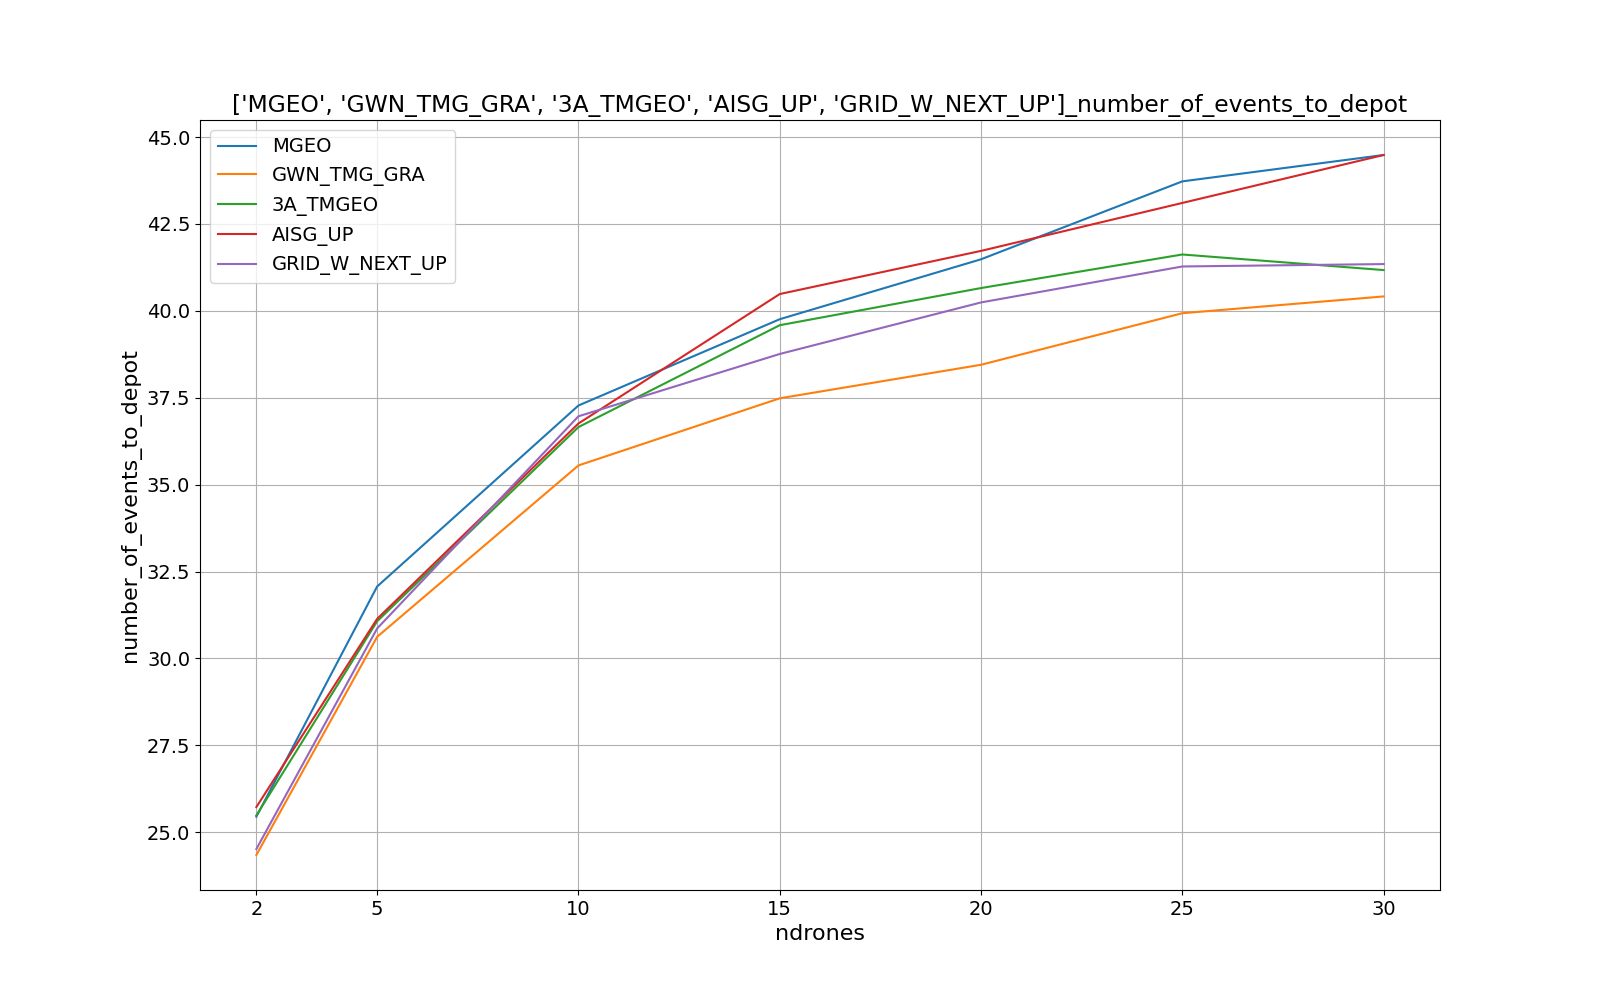 ['MGEO', 'GWN_TMG_GRA', '3A_TMGEO', 'AISG_UP', 'GRID_W_NEXT_UP']_number_of_events_to_depot
MGEO
GWN_TMG_GRA
3A_TMGEO
AISG_UP
GRID_W_NEXT_UP
number_of_events_to_depot
45.0
42.5
40.0
37.5
35.0
32.5
30.0
27.5
25.0
2 5 10 15 20 25 30
ndrones